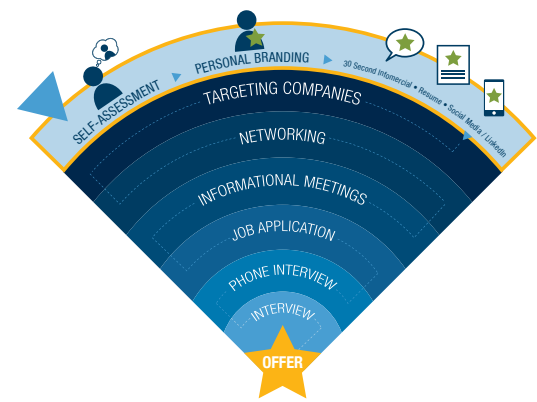 SELF-ASSESSMENT
PERSONAL BRANDING
30 Second Infomercial • Resume • Social Media / LinkedIn
TARGETING COMPANIES
NETWORKING
INFORMATIONAL MEETINGS
JOB APPLICATION
PHONE INTERVIEW
INTERVIEW
OFFER